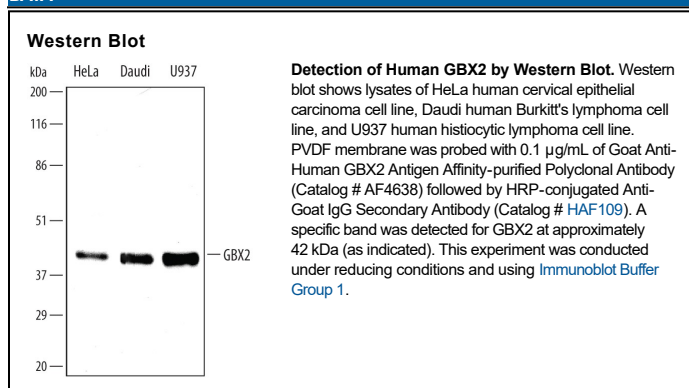 Western Blot
kDa HeLa Daudi U937
200
116
86
51
GBX2
37
29
20
Detection of Human GBX2 by Western Blot. Western
blot shows lysates of HeLa human cervical epithelial
carcinoma cell line, Daudi human Burkitt's lymphoma cell
line, and U937 human histiocytic lymphoma cell line.
PVDF membrane was probed with 0.1 µg/mL of Goat Anti-
Human GBX2 Antigen Affinity-purified Polyclonal Antibody
(Catalog # AF4638) followed by HRP-conjugated Anti-
Goat IgG Secondary Antibody (Catalog # HAF109). A
specific band was detected for GBX2 at approximately
42 kDa (as indicated). This experiment was conducted
under reducing conditions and using Immunoblot Buffer
Group 1.